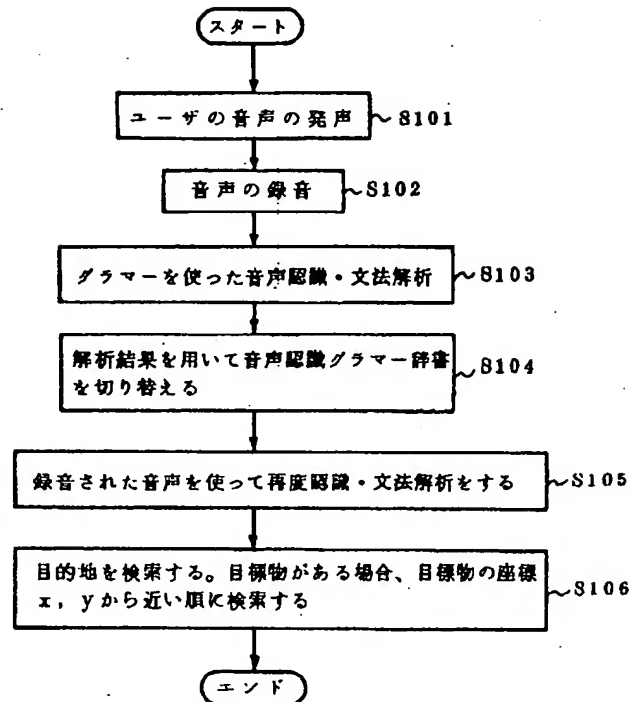 スタート
ユーザの音声の発声 ~S101
音声の録音 ~S102
グラマーを使った音声認識・文法解析 ~S103
解析結果を用いて音声認識グラマー辞書
を切り替える ~S104
録音された音声を使って再度認識・文法解析をする ~S105
目的地を検索する。目標物がある場合、目標物の座標
x,yから近い順に検索する ~S106
エンド